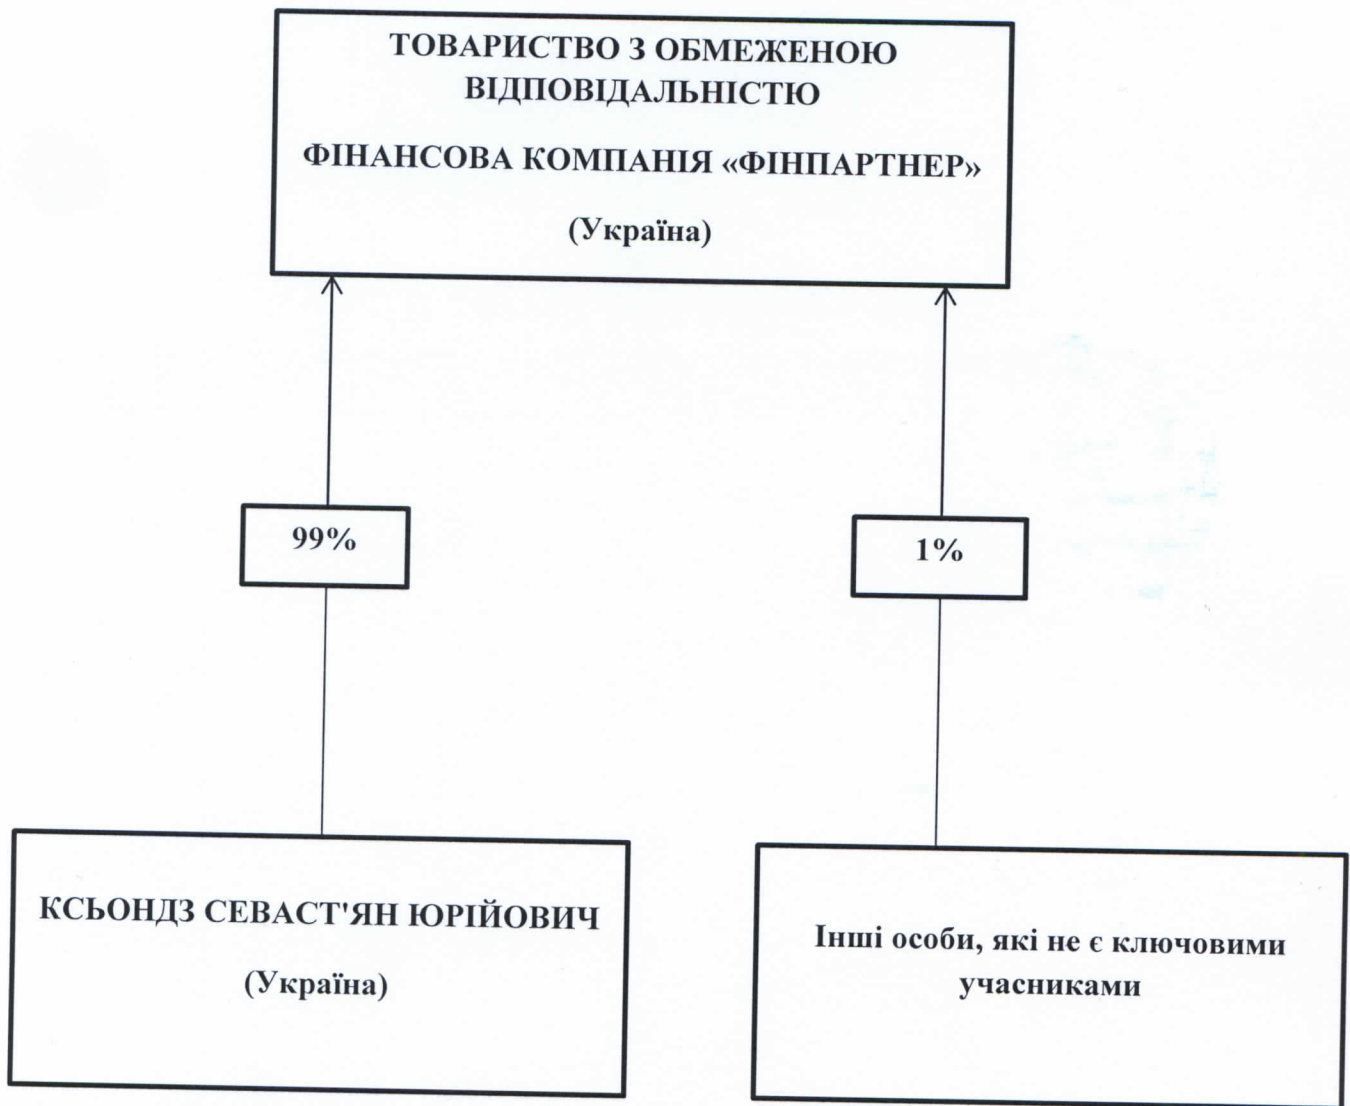 ТОВАРИСТВО З ОБМЕЖЕНОЮ
ВІДПОВІДАЛЬНІСТЮ
ФІНАНСОВА КОМПАНІЯ «ФІНПАРТНЕР»
(Україна)
99%
1%
КСЬОНДЗ СЕВАСТ'ЯН ЮРІЙОВИЧ
(Україна)
Інші особи, які не є ключовими
учасниками